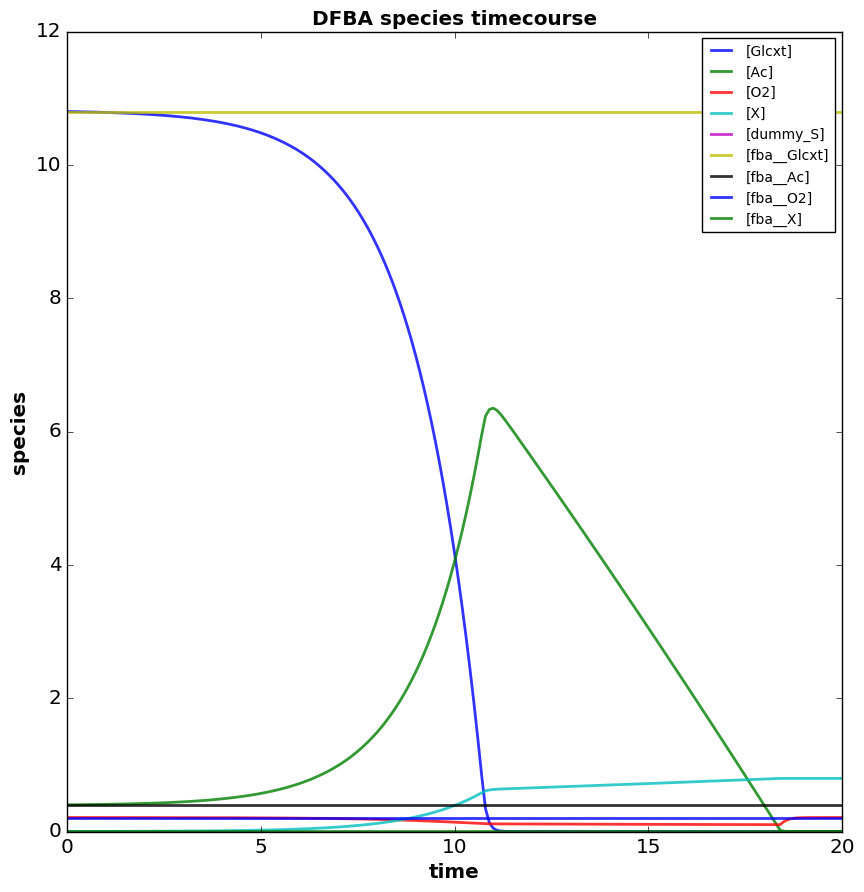 DFBA species timecourse
12
10
8
6
4
2
0
species
0 5 10 15 20
time
[Glcxt]
[Ac]
[O2]
[X]
[dummy_S]
[fba__Glcxt]
[fba__Ac]
[fba__O2]
[fba__X]